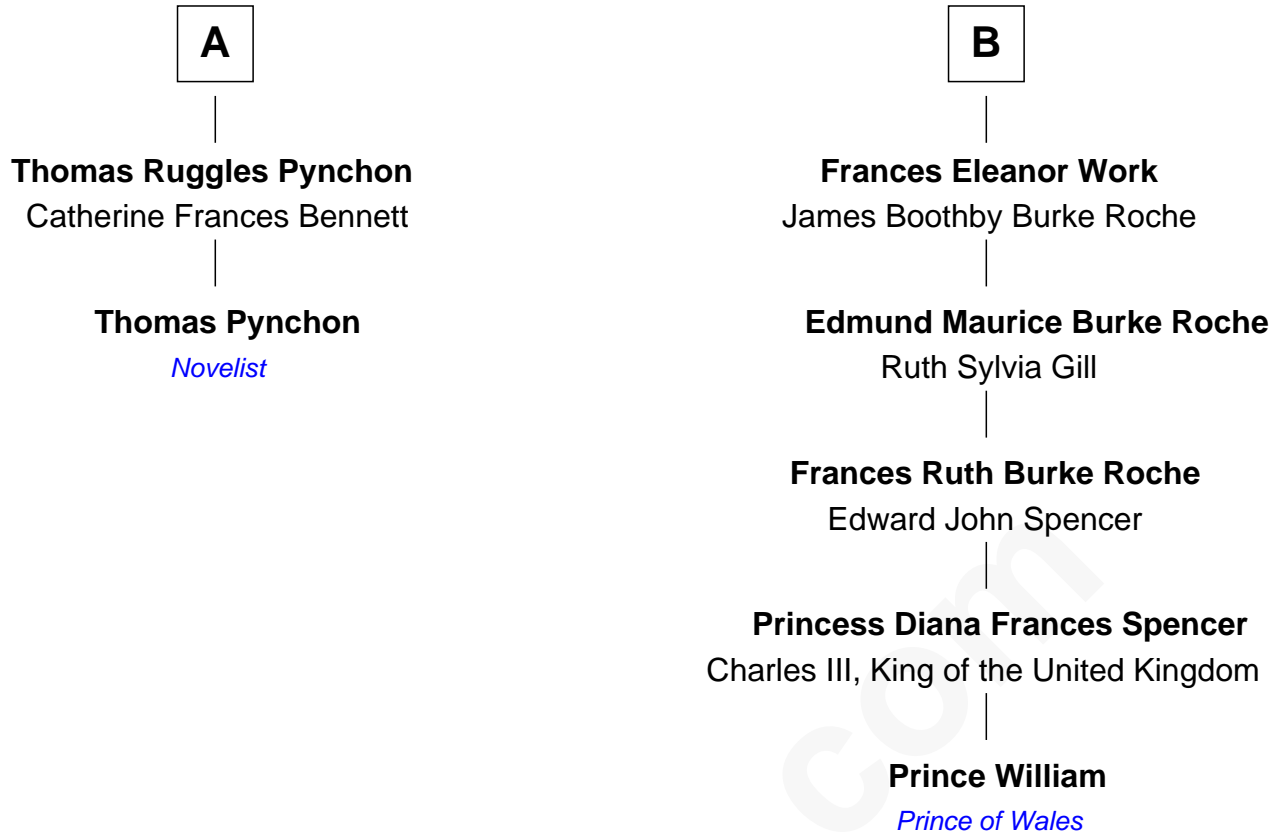 A
Thomas Ruggles Pynchon
Catherine Frances Bennett
Thomas Pynchon
Novelist
B
Frances Eleanor Work
James Boothby Burke Roche
Edmund Maurice Burke Roche
Ruth Sylvia Gill
Frances Ruth Burke Roche
Edward John Spencer
Princess Diana Frances Spencer
Charles III, King of the United Kingdom
Prince William
Prince of Wales
com